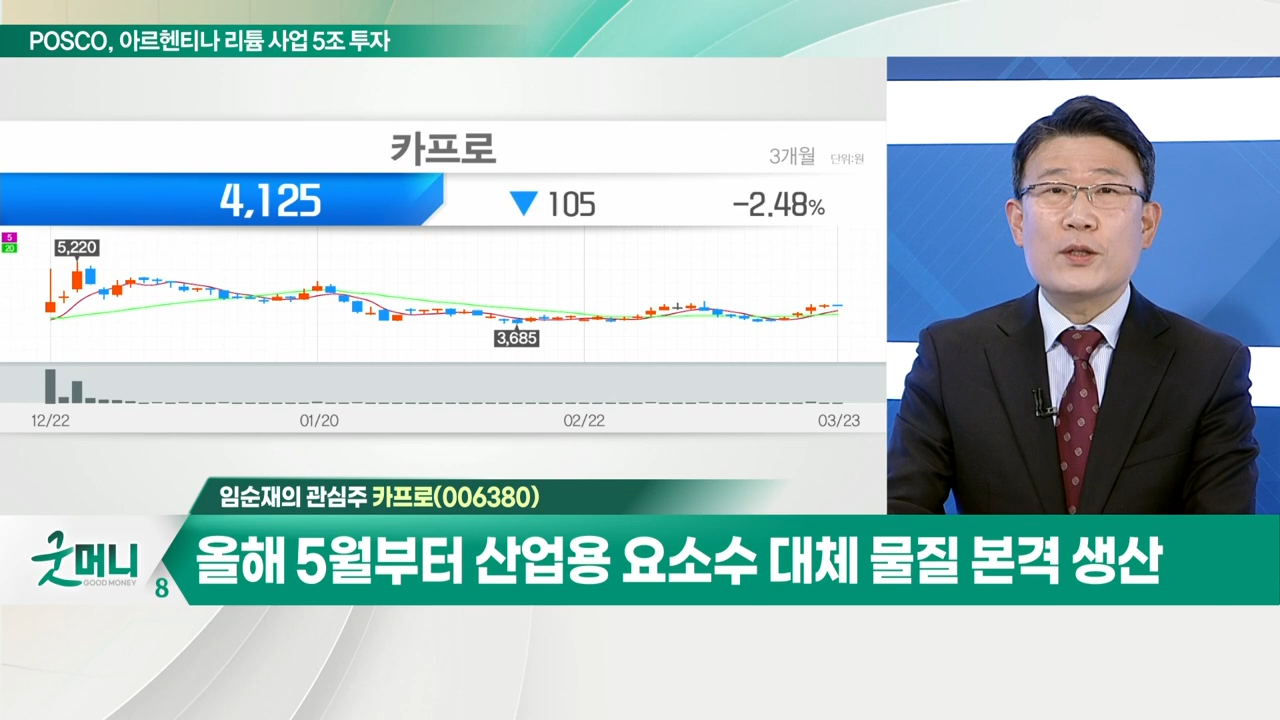 POSCO, 아르헨티나 리튬 사업 5조 투자
카프로
3개월 단위:원
4,125 ▼ 105 -2.48%
5
20
5,220
3,685
12/22 01/20 02/22 03/23
임순재의 관심주 카프로(006380)
굿머니
GOOD MONEY
8
올해 5월부터 산업용 요소수 대체 물질 본격 생산